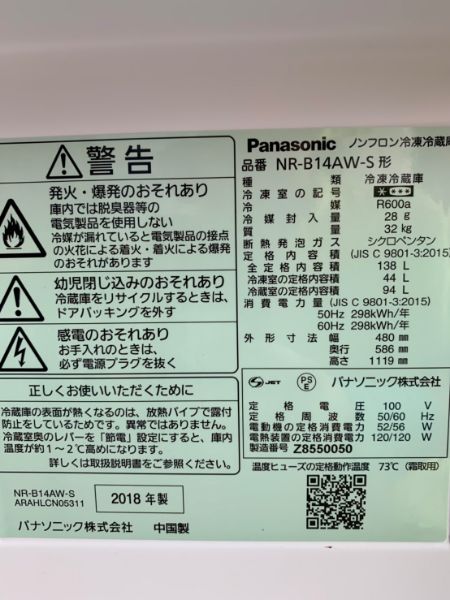 警告
発火・爆発のおそれあり
庫内では脱臭器等の
電気製品を使用しない
冷媒が漏れていると電気製品の接点
の火花による着火・着火による爆発
のおそれあり
幼児閉じ込みのおそれあり
冷蔵庫をリサイクルするときは、
ドアパッキングを外す
感電のおそれあり
お手入れのときは、
必ず電源プラグを抜く
正しくお使いいただくために
冷蔵庫の表面が熱くなるのは、放熱パイプで露付
防止をしているためです。異常ではありません。
冷蔵室奥のレバーを「節電」設定にすると、庫内
温度が約1~2℃高めになります。
詳しくは取扱説明書をごらんください。
NR-B14AW-S
ARAHLCN05311
2018年製
パナソニック株式会社 中国製
Panasonic ノンフロン冷凍冷蔵庫
品番 NR-B14AW-S形
種類 冷凍冷蔵庫
冷凍室の記号 ****
冷媒 R600a
冷媒封入量 28 g
質量 32 kg
断熱発泡ガス シクロペンタン
定格内容積 (JIS C 9801-3:2015)
全定格内容積 138 L
冷凍室の定格内容積 44 L
冷蔵室の定格内容積 94 L
消費電力量 (JIS C 9801-3:2015)
50Hz 298kWh/年
60Hz 298kWh/年
外形寸法 幅 480 mm
奥行 586 mm
高さ 1119 mm
JET PSE パナソニック株式会社
定格電圧 100 V
定格周波数 50/60 Hz
電動機の定格消費電力 52/56 W
電熱装置の定格消費電力 120/120 W
製造番号 Z8550050
温度ヒューズの定格動作温度 73℃ (霜取用)